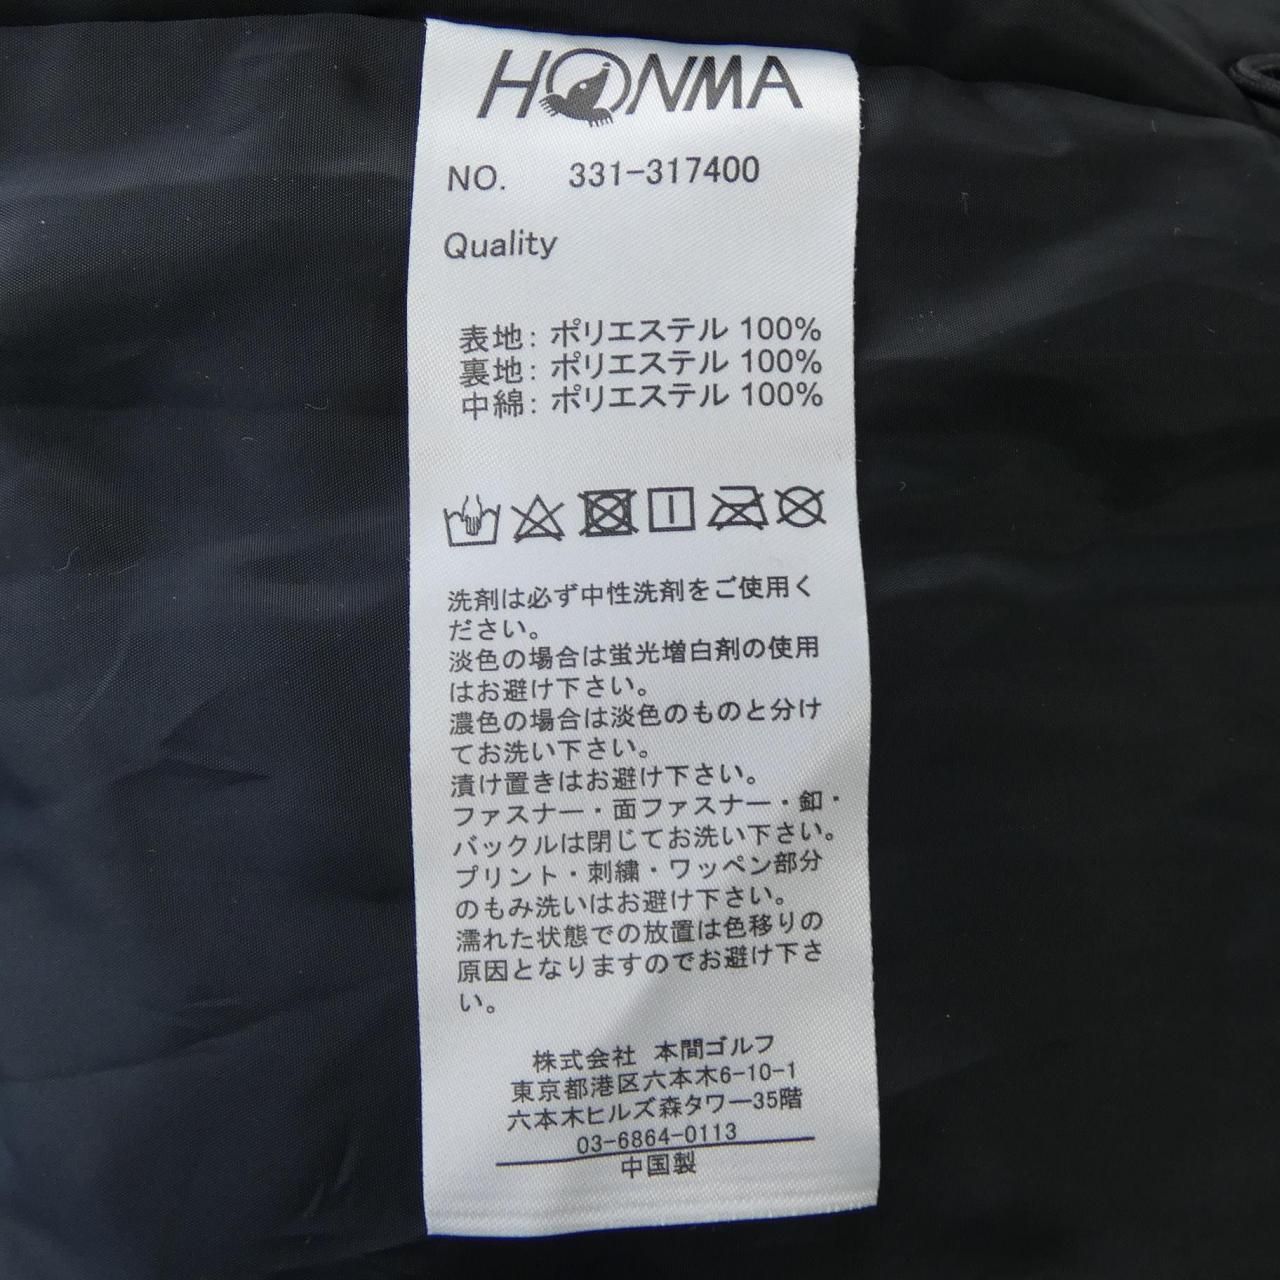 HONMA
NO. 331-317400
Quality
表地: ポリエステル 100%
裏地: ポリエステル 100%
中綿: ポリエステル 100%
洗剤は必ず中性洗剤をご使用く
ださい。
淡色の場合は蛍光増白剤の使用
はお避け下さい。
濃色の場合は淡色のものと分け
てお洗い下さい。
漬け置きはお避け下さい。
ファスナー・面ファスナー・釦・
バックルは閉じてお洗い下さい。
プリント・刺繍・ワッペン部分
のもみ洗いはお避け下さい。
濡れた状態での放置は色移りの
原因となりますのでお避け下さ
い。
株式会社 本間ゴルフ
東京都港区六本木6-10-1
六本木ヒルズ森タワー35階
03-6864-0113
中国製